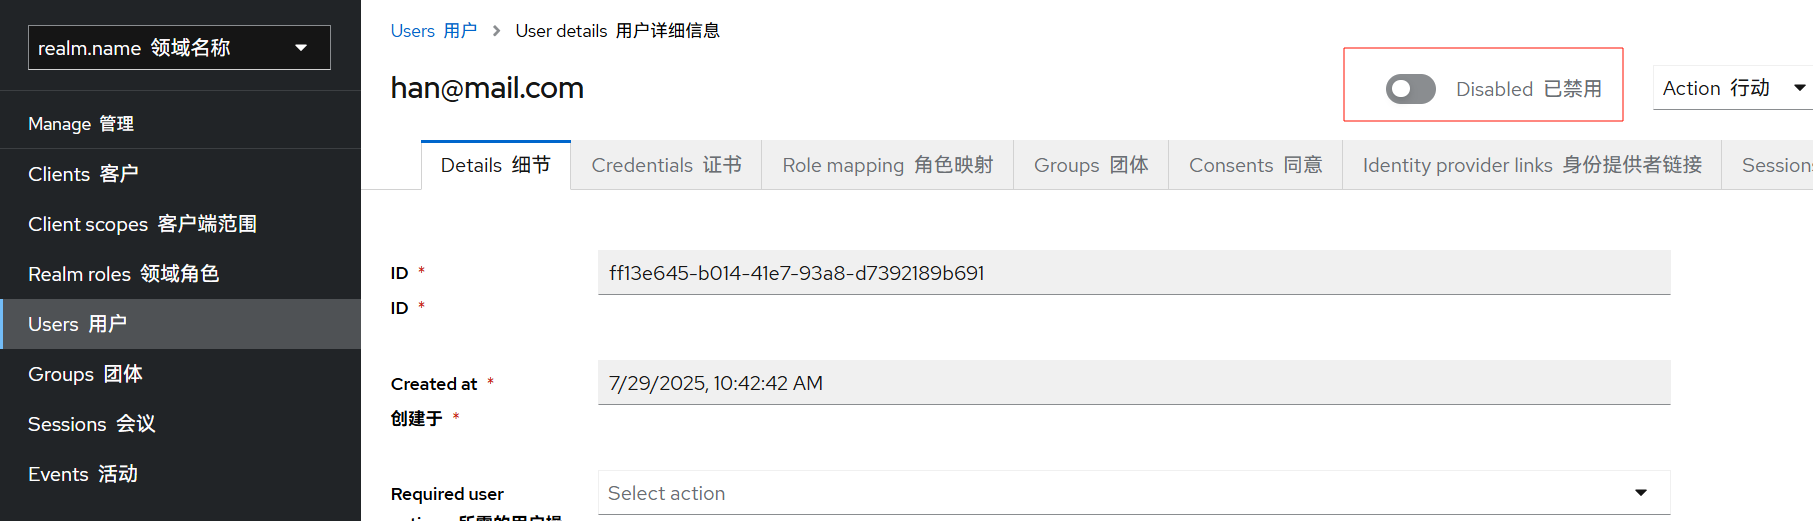 realm.name 领域名称
Manage 管理
Clients 客户
Client scopes 客户端范围
Realm roles 领域角色
Users 用户
Groups 团体
Sessions 会议
Events 活动
Users 用户 > User details 用户详细信息
han@mail.com
Disabled 已禁用
Action 行动
Details 细节
Credentials 证书
Role mapping 角色映射
Groups 团体
Consents 同意
Identity provider links 身份提供者链接
Session
ID *
ID *
ff13e645-b014-41e7-93a8-d7392189b691
Created at *
创建于 *
7/29/2025, 10:42:42 AM
Required user
Select action